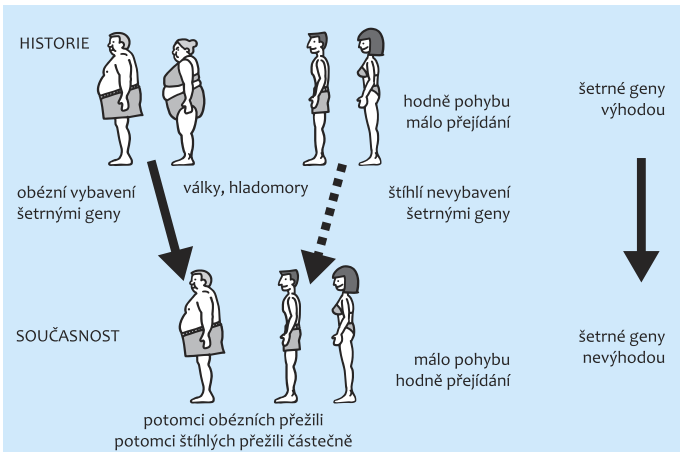 HISTORIE
hodně pohybu
málo přejídání
šetrné geny
výhodou
obézní vybavení
šetrnými geny
války, hladomory
štíhlí nevybavení
šetrnými geny
SOUČASNOST
málo pohybu
hodně přejídání
šetrné geny
nevýhodou
potomci obézních přežili
potomci štíhlých přežili částečně